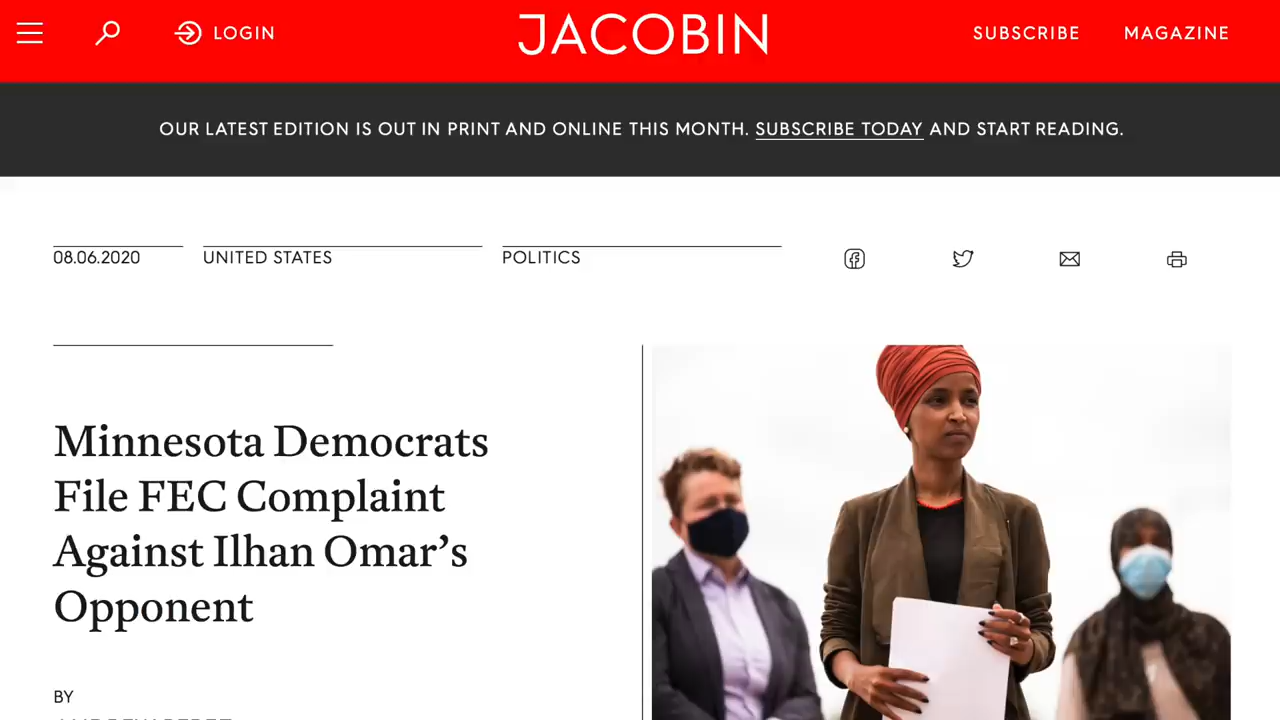 LOGIN
JACOBIN
SUBSCRIBE
MAGAZINE
OUR LATEST EDITION IS OUT IN PRINT AND ONLINE THIS MONTH. SUBSCRIBE TODAY AND START READING.
08.06.2020
UNITED STATES
POLITICS
Minnesota Democrats
File FEC Complaint
Against Ilhan Omar’s
Opponent
BY